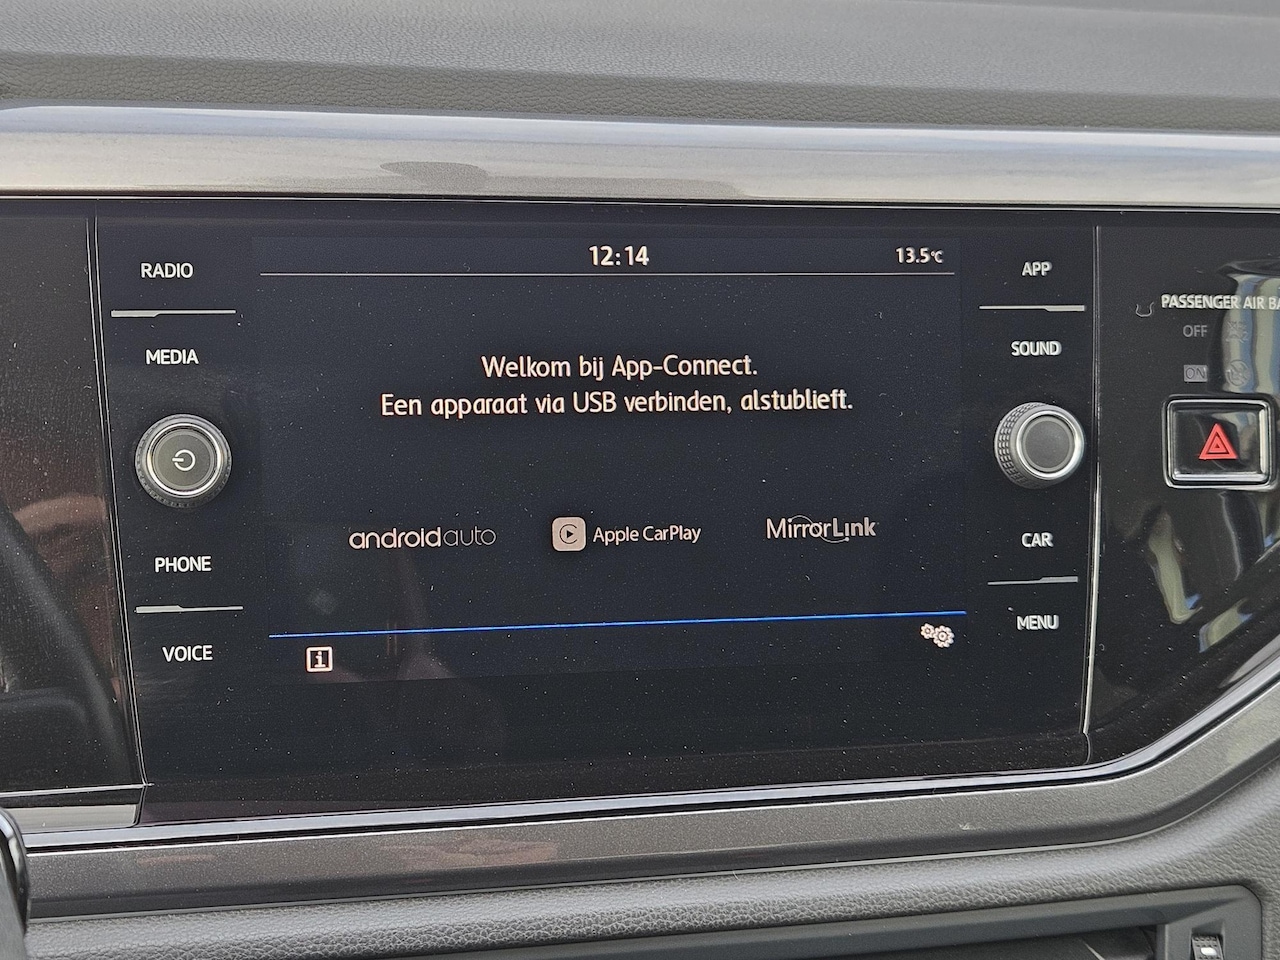 12:14
13.5°C
RADIO
MEDIA
PHONE
VOICE
Welkom bij App-Connect.
Een apparaat via USB verbinden, alstublieft.
androidauto
Apple CarPlay
MirrorLink
i
APP
SOUND
CAR
MENU
PASSENGER AIR
OFF
ON